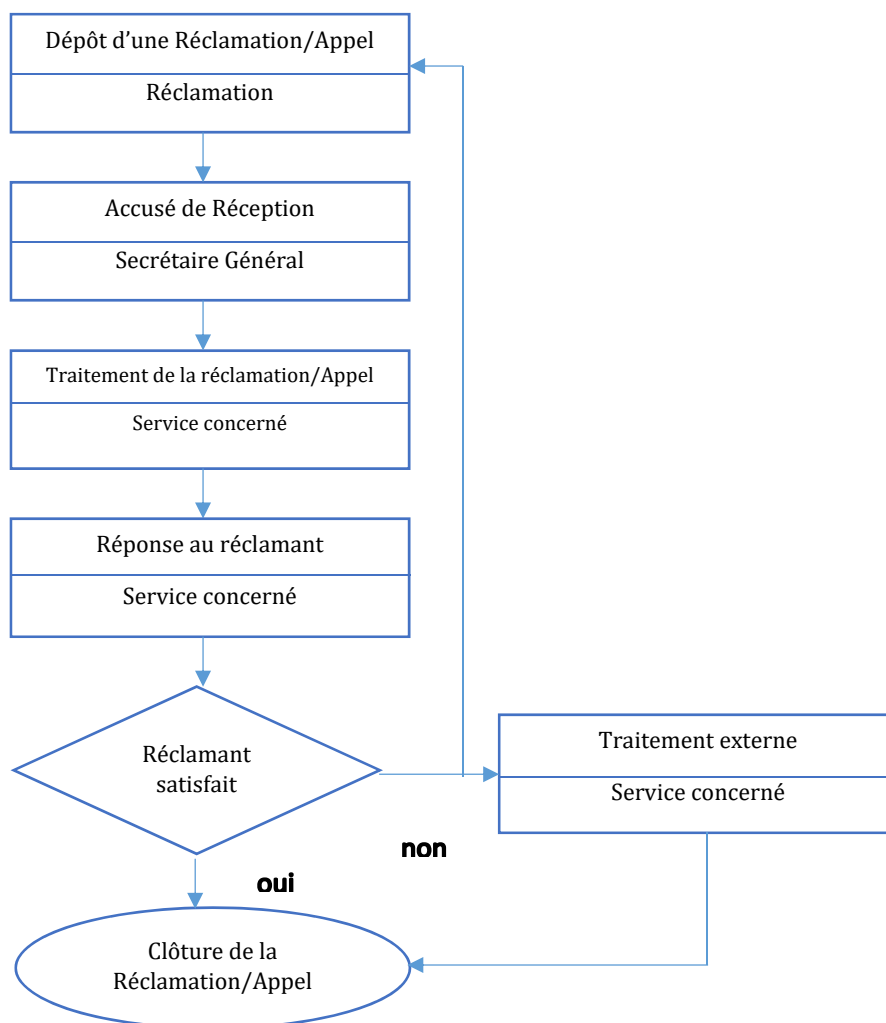 Dépôt d’une Réclamation/Appel
Réclamation
Accusé de Réception
Secrétaire Général
Traitement de la réclamation/Appel
Service concerné
Réponse au réclamant
Service concerné
Réclamant
satisfait
Traitement externe
Service concerné
non
oui
Clôture de la
Réclamation/Appel